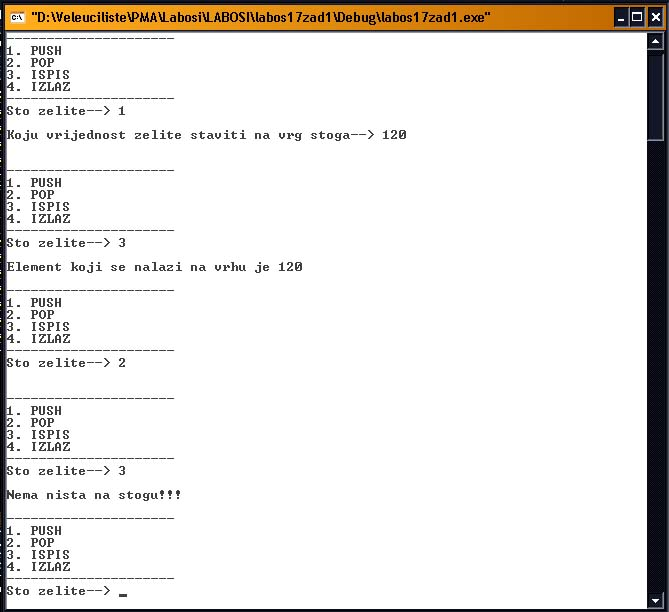 "D:\Veleuciliste\PMA\Labosi\LABOSI\labos17zad1\Debug\labos17zad1.exe"
---------------------
1. PUSH
2. POP
3. ISPIS
4. IZLAZ
---------------------
Sto zelite--> 1
Koju vrijednost zelite staviti na vrg stoga--> 120
---------------------
1. PUSH
2. POP
3. ISPIS
4. IZLAZ
---------------------
Sto zelite--> 3
Element koji se nalazi na vrhu je 120
---------------------
1. PUSH
2. POP
3. ISPIS
4. IZLAZ
---------------------
Sto zelite--> 2
---------------------
1. PUSH
2. POP
3. ISPIS
4. IZLAZ
---------------------
Sto zelite--> 3
Nema nista na stogu!!!
---------------------
1. PUSH
2. POP
3. ISPIS
4. IZLAZ
---------------------
Sto zelite--> _